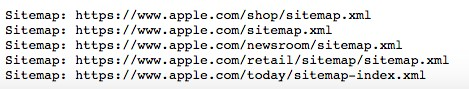 Sitemap: https://www.apple.com/shop/sitemap.xml
Sitemap: https://www.apple.com/sitemap.xml
Sitemap: https://www.apple.com/newsroom/sitemap.xml
Sitemap: https://www.apple.com/retail/sitemap/sitemap.xml
Sitemap: https://www.apple.com/today/sitemap-index.xml